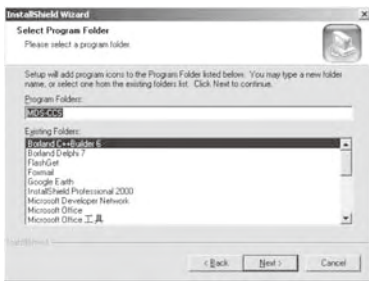 InstallShield Wizard
Select Program Folder
Please select a program folder.
Setup will add program icons to the Program Folder listed below. You may type a new folder
name, or select one from the existing folders list. Click Next to continue.
Program Folders:
MDS-CCS
Existing Folders:
Borland C++Builder 6
Borland Delphi 7
FlashGet
Foxmail
Google Earth
InstallShield Professional 2000
Microsoft Developer Network
Microsoft Office
Microsoft Office 工具
InstallShield
< Back
Next >
Cancel